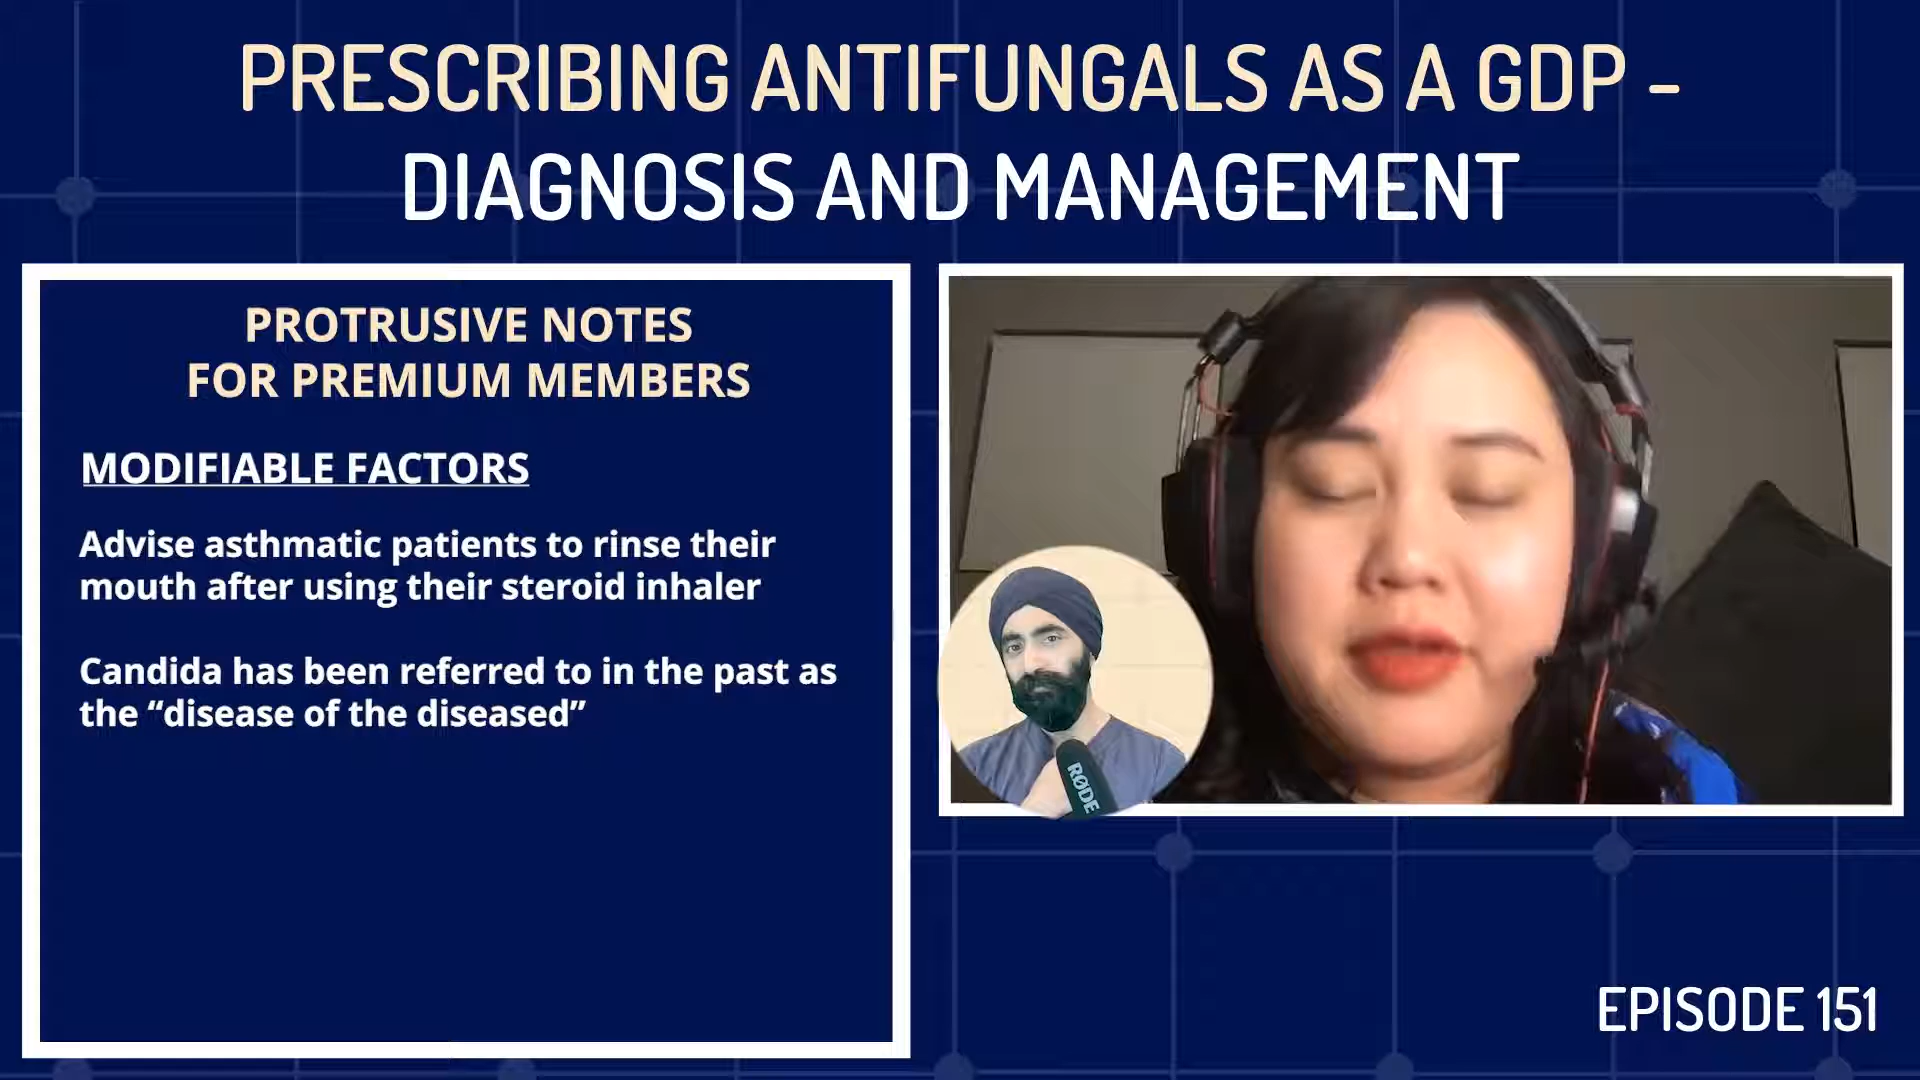 PRESCRIBING ANTIFUNGALS AS A GDP -
DIAGNOSIS AND MANAGEMENT
PROTRUSIVE NOTES
FOR PREMIUM MEMBERS
MODIFIABLE FACTORS
Advise asthmatic patients to rinse their
mouth after using their steroid inhaler
Candida has been referred to in the past as
the “disease of the diseased”
RØDE
EPISODE 151